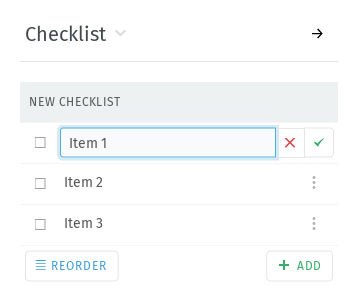 Checklist
NEW CHECKLIST
Item 1
Item 2
Item 3
REORDER
ADD